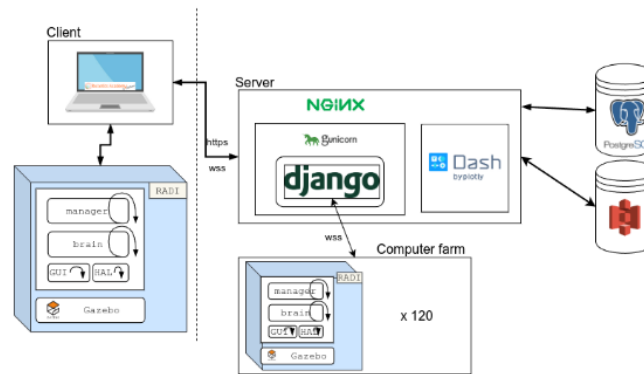 Client
Server
NGINX
https
wss
gunicorn
django
Dash
by plotly
PostgreSQL
RADI
manager
brain
GUI
HAL
Gazebo
wss
Computer farm
RADI
manager
brain
GUI
HAL
Gazebo
x 120